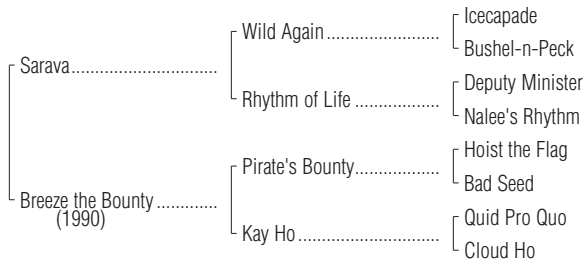 Icecapade
Wild Again
Bushel-n-Peck
Sarava
Deputy Minister
Rhythm of Life
Nalee's Rhythm
Hoist the Flag
Pirate's Bounty
Bad Seed
Breeze the Bounty
(1990)
Quid Pro Quo
Kay Ho
Cloud Ho